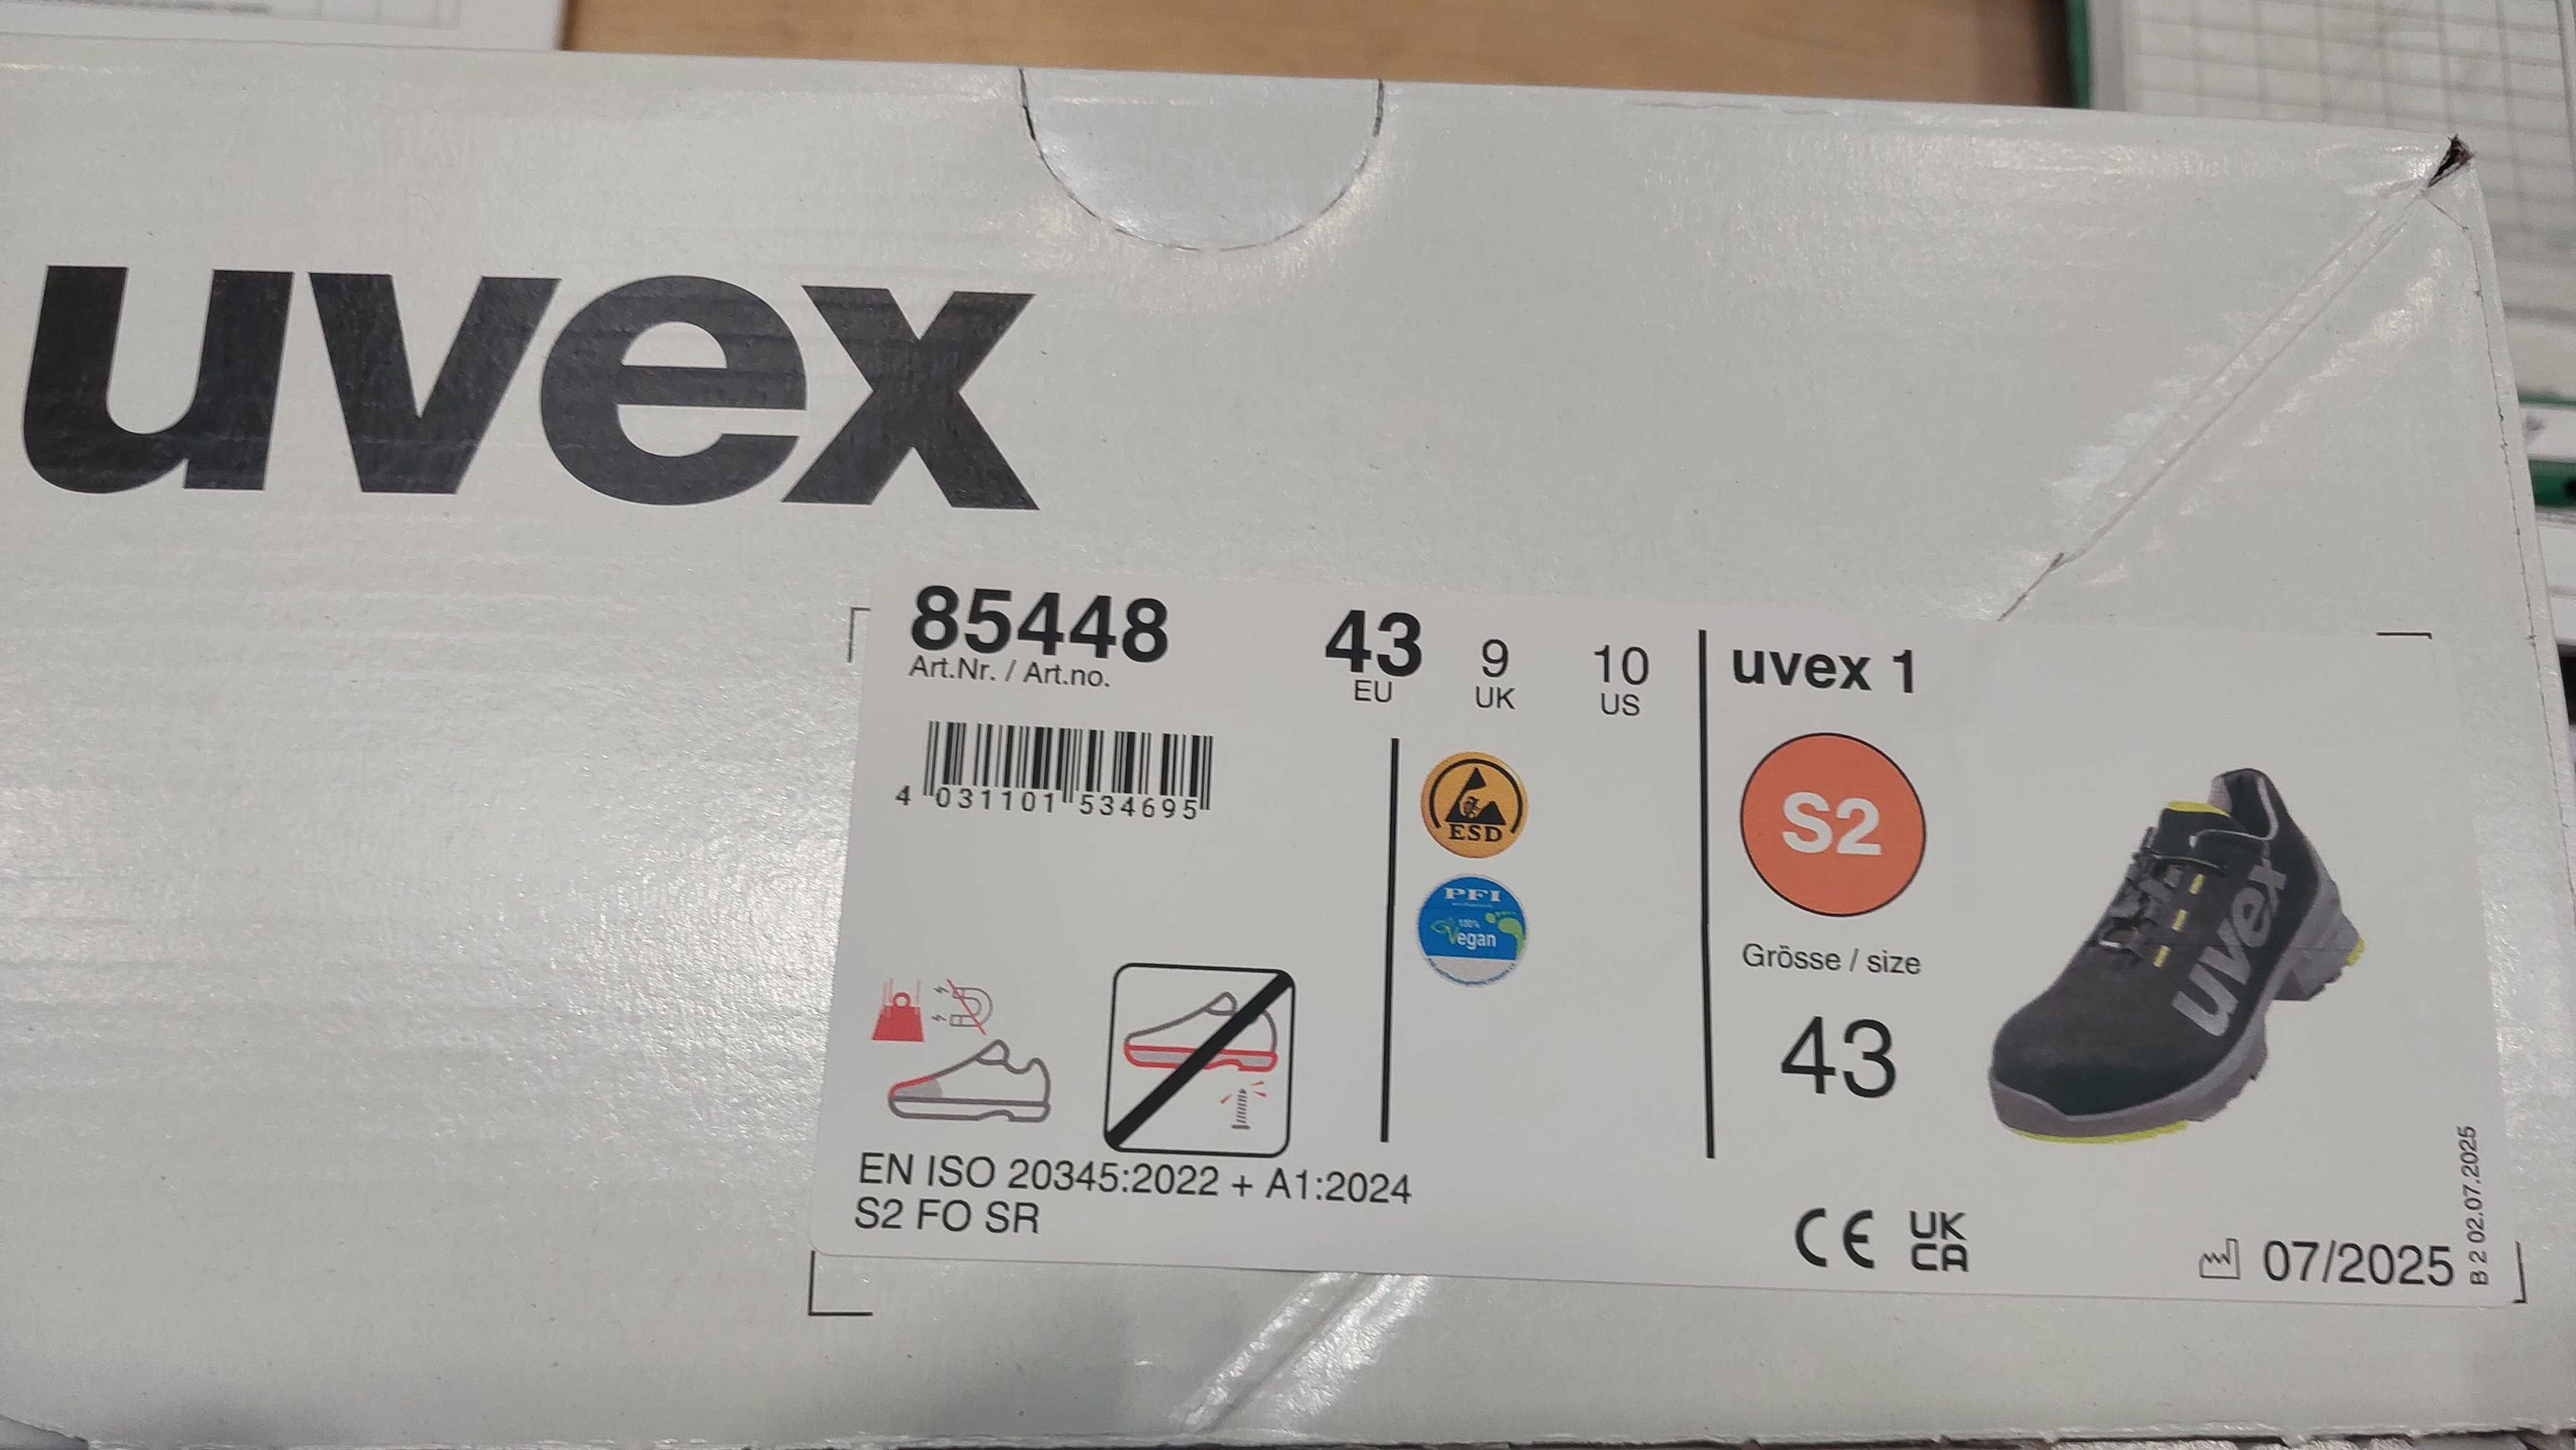 uvex
85448
Art.Nr. / Art.no.
43
EU
9
UK
10
US
4 031101 534695
ESD
PFI
100%
Vegan
EN ISO 20345:2022 + A1:2024
S2 FO SR
uvex 1
S2
Grösse / size
43
uvex
CE
UK
CA
07/2025
B 2 02.07.2025